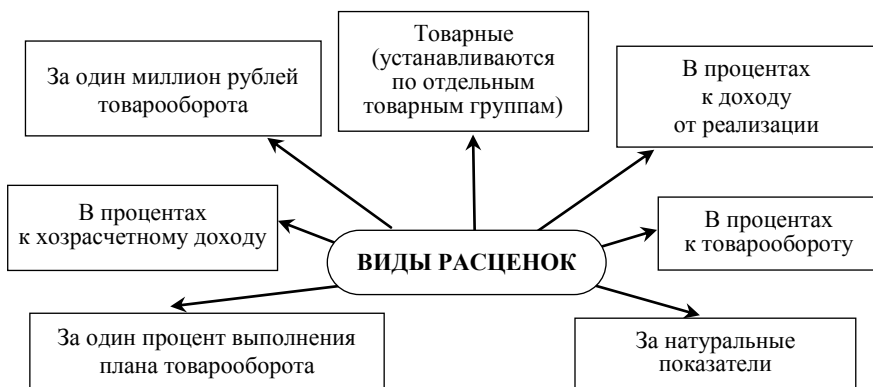 За один миллион рублей
товарооборота
Товарные
(устанавливаются
по отдельным
товарным группам)
В процентах
к доходу
от реализации
В процентах
к хозрасчетному доходу
ВИДЫ РАСЦЕНОК
В процентах
к товарообороту
За один процент выполнения
плана товарооборота
За натуральные
показатели